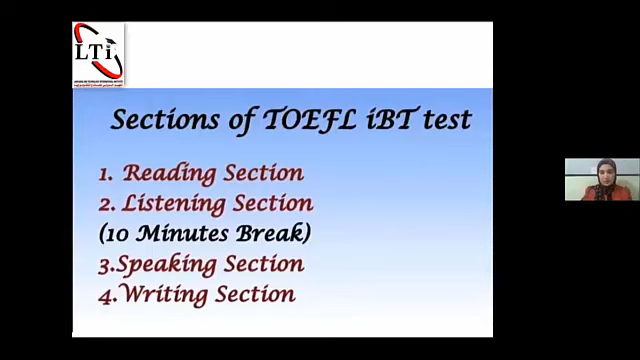 LTi
Sections of TOEFL iBT test
1. Reading Section
2. Listening Section
(10 Minutes Break)
3.Speaking Section
4.Writing Section